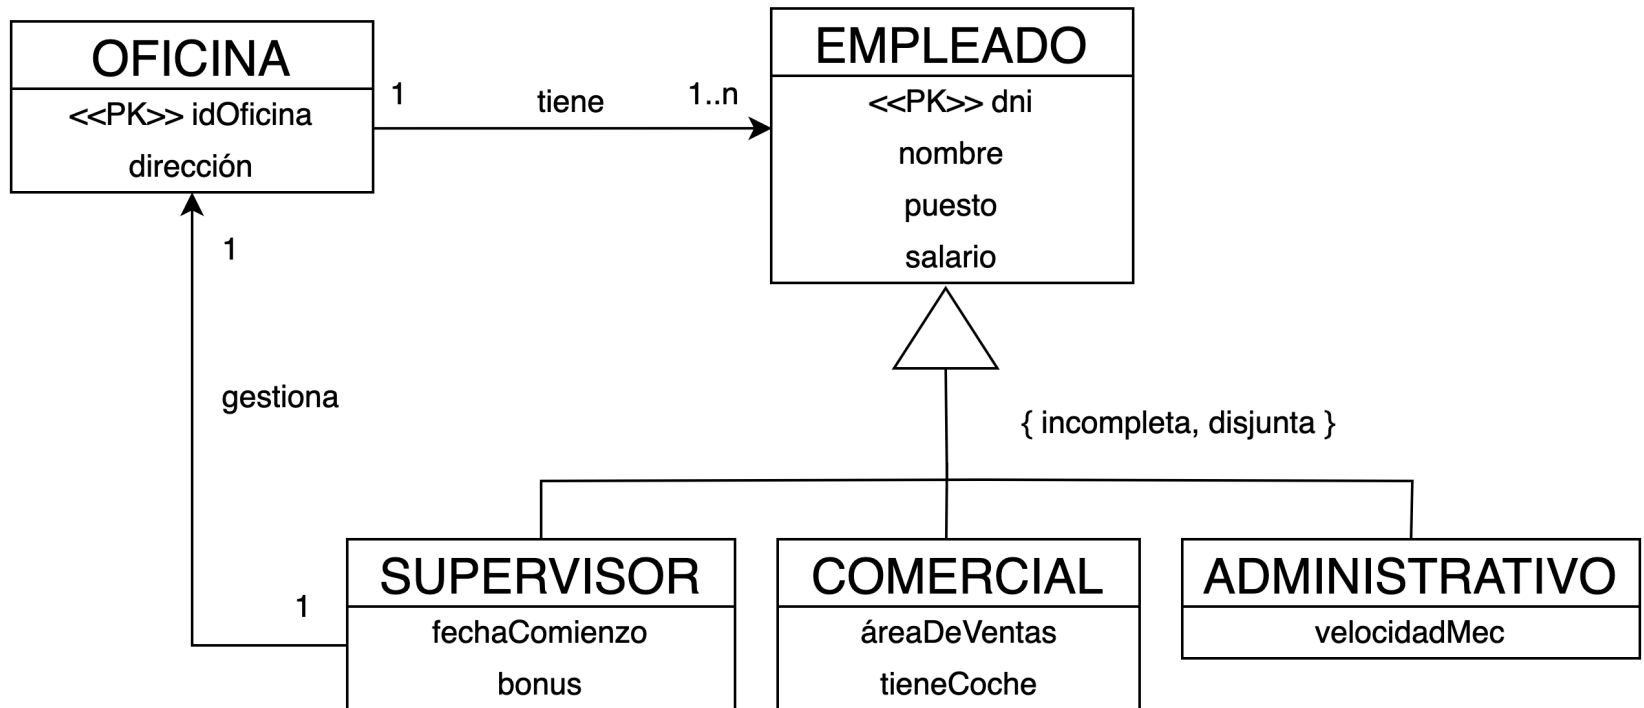 OFICINA
<<PK>> idOficina
dirección
1
tiene
1..n
EMPLEADO
<<PK>> dni
nombre
puesto
salario
1
gestiona
1
{ incompleta, disjunta }
SUPERVISOR
fechaComienzo
bonus
COMERCIAL
áreaDeVentas
tieneCoche
ADMINISTRATIVO
velocidadMec